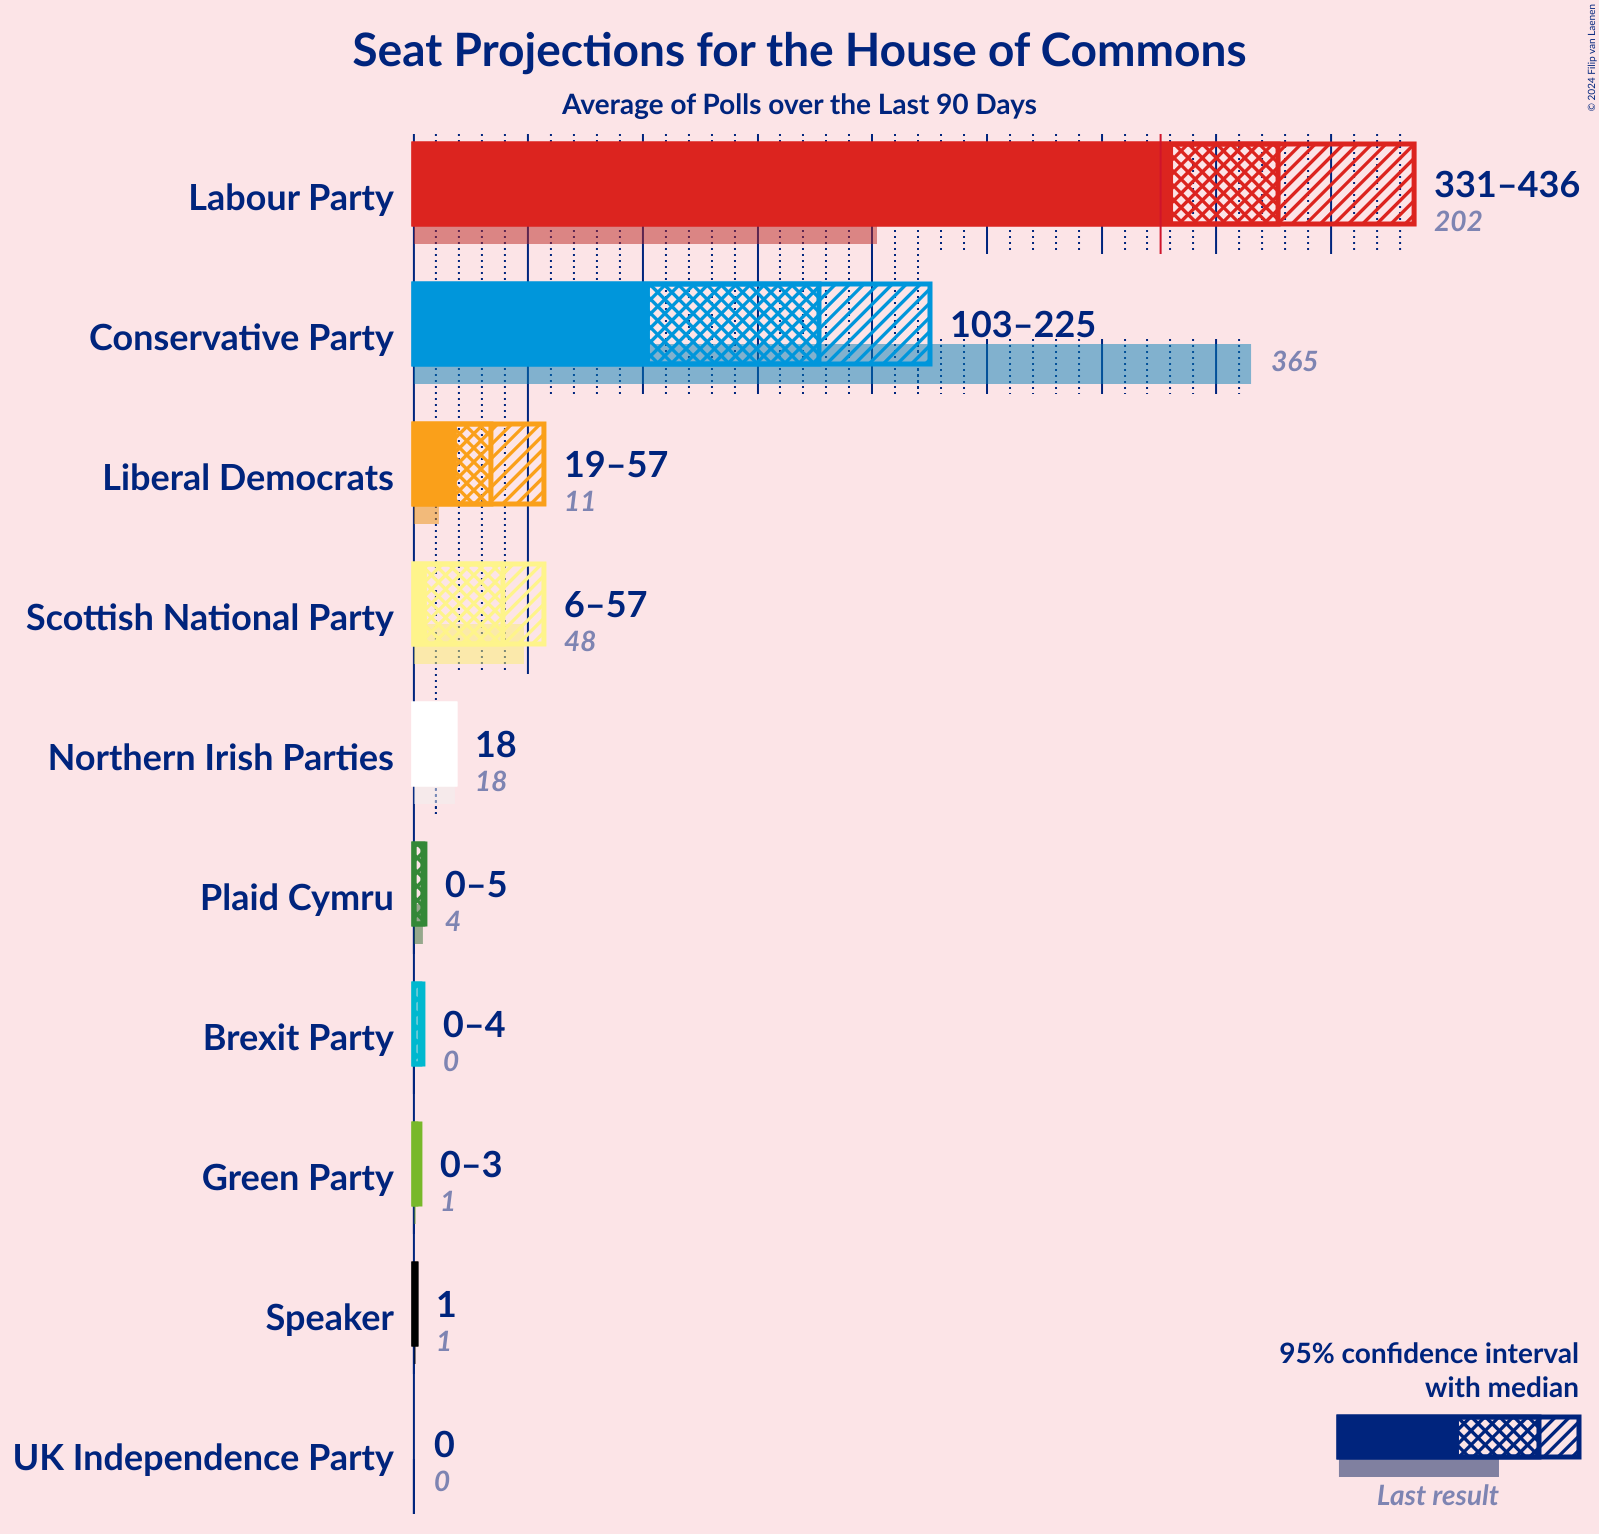 Seat Projections for the House of Commons
Average of Polls over the Last 90 Days
© 2024 Filip van Laenen
Labour Party
331–436
202
Conservative Party
103–225
365
Liberal Democrats
19–57
11
Scottish National Party
6–57
48
Northern Irish Parties
18
18
Plaid Cymru
0–5
4
Brexit Party
0–4
0
Green Party
0–3
1
Speaker
1
1
UK Independence Party
0
0
95% confidence interval
with median
Last result